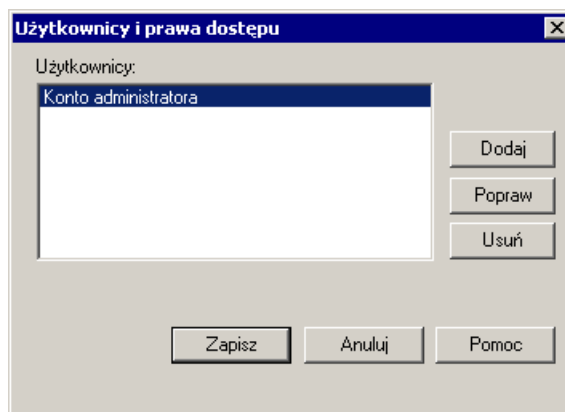 Użytkownicy i prawa dostępu
Użytkownicy:
Konto administratora
Dodaj
Popraw
Usuń
Zapisz
Anuluj
Pomoc